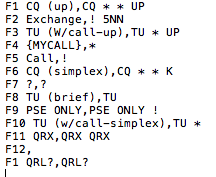 F1 CQ (up),CQ * * UP
F2 Exchange,! 5NN
F3 TU (W/call-up),TU * UP
F4 {MYCALL},*
F5 Call,!
F6 CQ (simplex),CQ * * K
F7 ?,?
F8 TU (brief),TU
F9 PSE ONLY,PSE ONLY !
F10 TU (w/call-simplex),TU *
F11 QRX,QRX QRX
F12,
F1 QRL?,QRL?